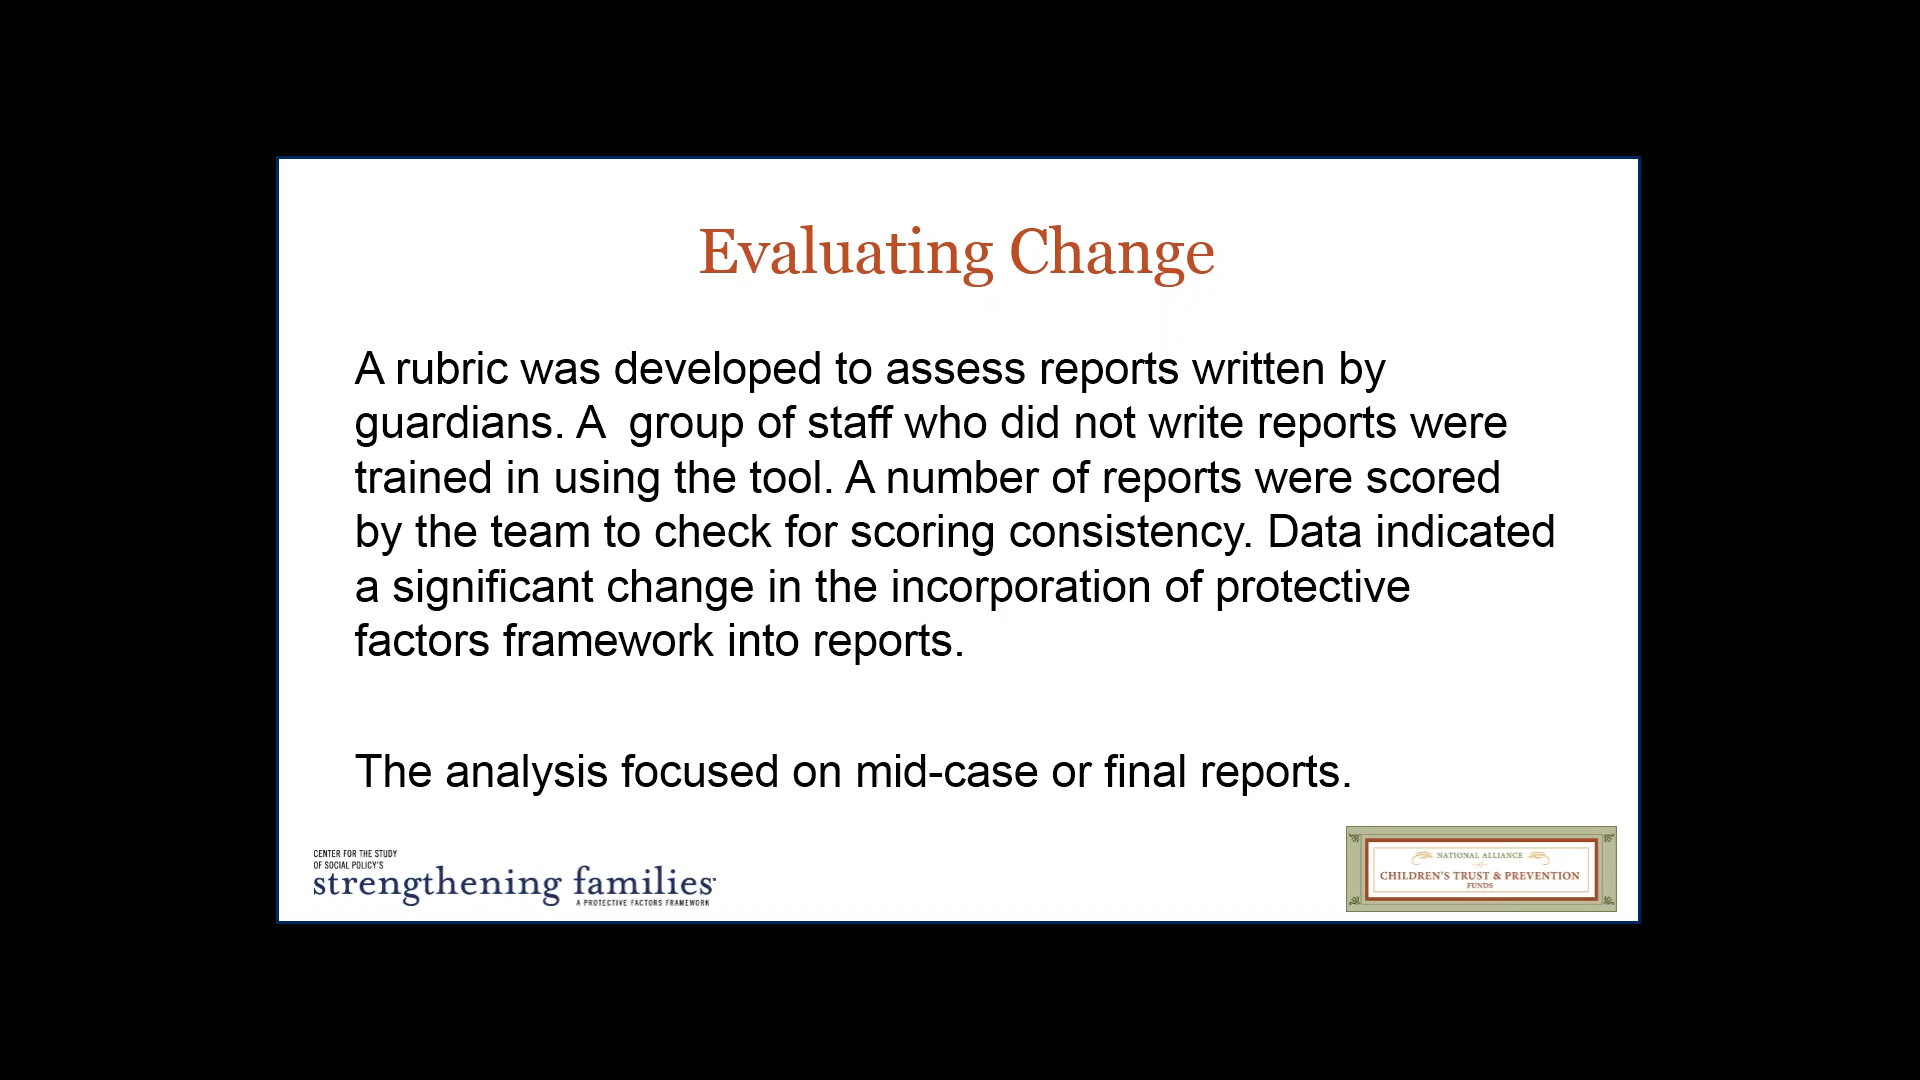 Evaluating Change
A rubric was developed to assess reports written by
guardians. A  group of staff who did not write reports were
trained in using the tool. A number of reports were scored
by the team to check for scoring consistency. Data indicated
a significant change in the incorporation of protective
factors framework into reports.
The analysis focused on mid-case or final reports.
CENTER FOR THE STUDY
OF SOCIAL POLICY'S
strengthening families
A PROTECTIVE FACTORS FRAMEWORK
NATIONAL ALLIANCE
CHILDREN'S TRUST & PREVENTION
FUNDS